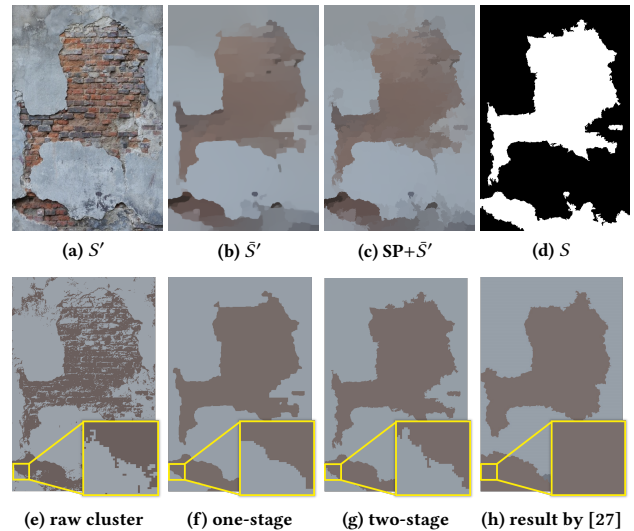 (a) S′
(b) S̄′
(c) SP+S̄′
(d) S
(e) raw cluster
(f) one-stage
(g) two-stage
(h) result by [27]